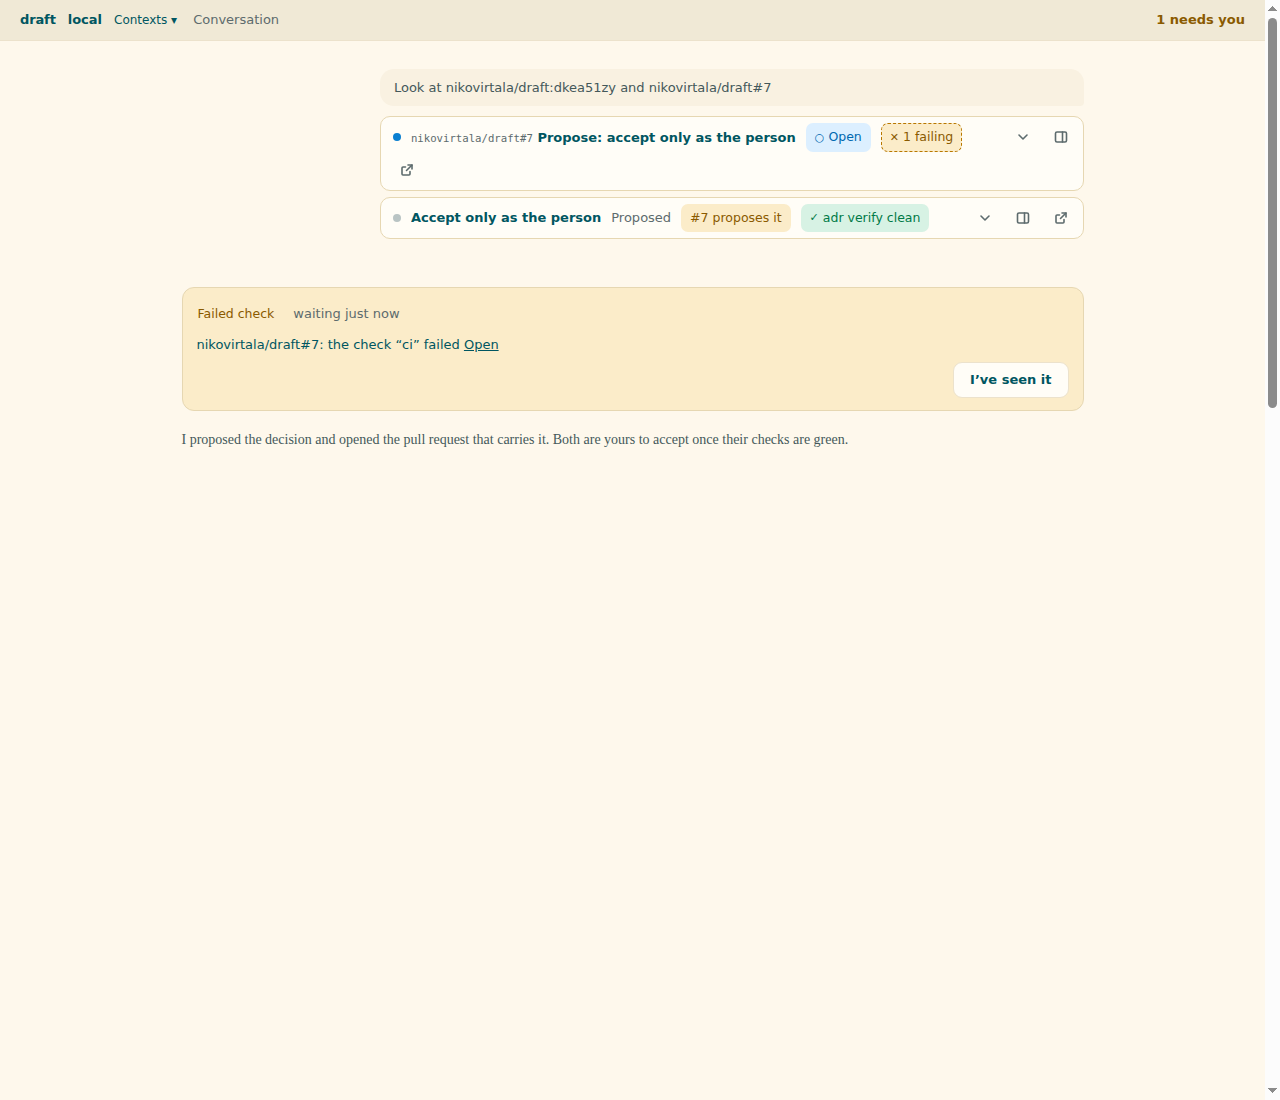 draft local Contexts ▾ Conversation 1 needs you
Look at nikovirtala/draft:dkea51zy and nikovirtala/draft#7
nikovirtala/draft#7 Propose: accept only as the person ○ Open × 1 failing
Accept only as the person Proposed #7 proposes it ✓ adr verify clean
Failed check waiting just now
nikovirtala/draft#7: the check “ci” failed Open
I’ve seen it
I proposed the decision and opened the pull request that carries it. Both are yours to accept once their checks are green.